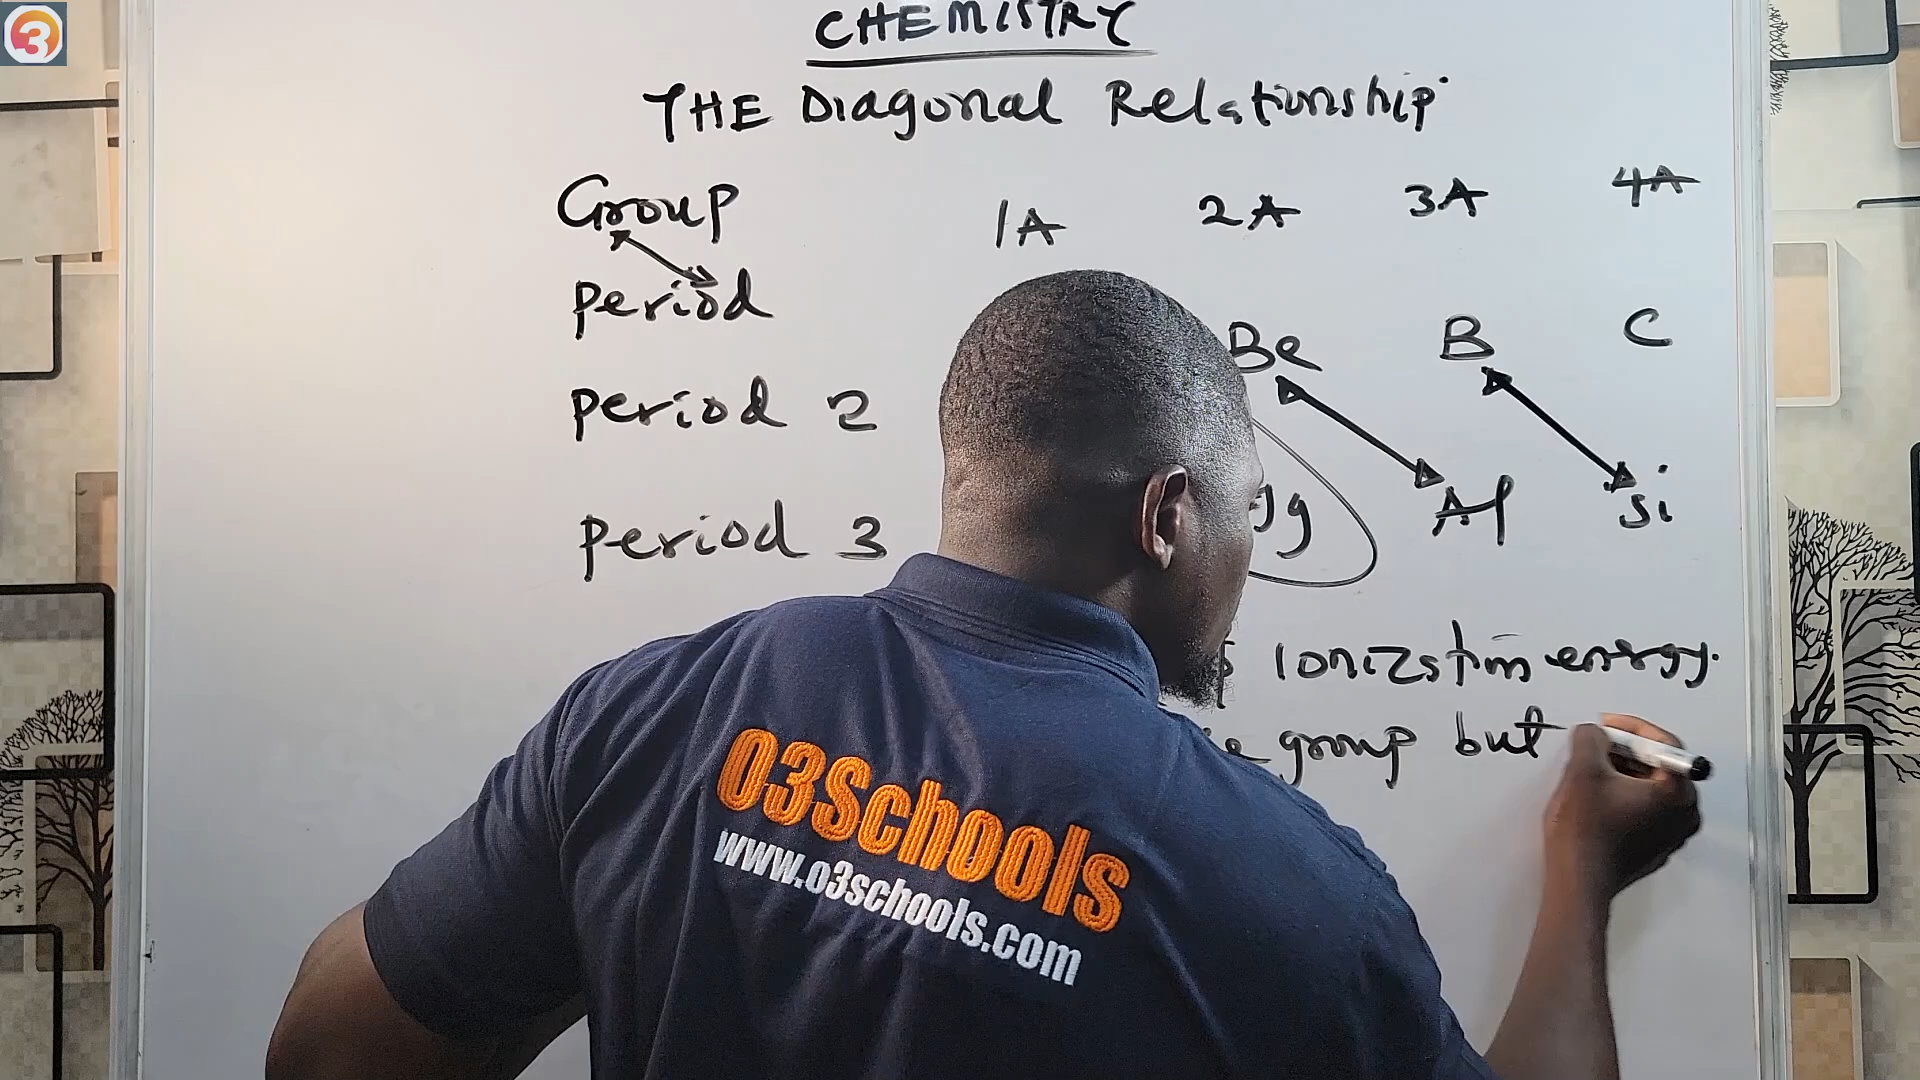 3
CHEMISTRY
THE Diagonal Relationship
Group 1A 2A 3A 4A
period
Be B C
period 2
Al Si
period 3
ionization energy.
group but
O3Schools
www.o3schools.com